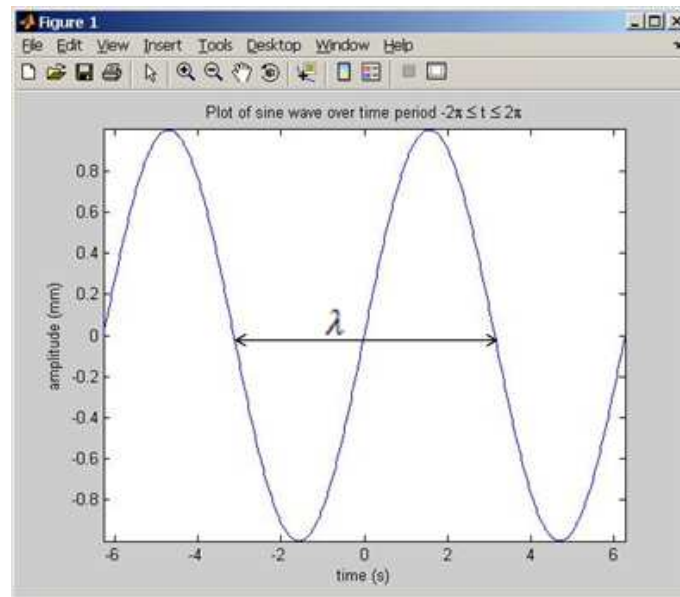 Figure 1
File Edit View Insert Tools Desktop Window Help
Plot of sine wave over time period -2π ≤ t ≤ 2π
amplitude (mm)
0.8
0.6
0.4
0.2
0
-0.2
-0.4
-0.6
-0.8
λ
-6 -4 -2 0 2 4 6
time (s)